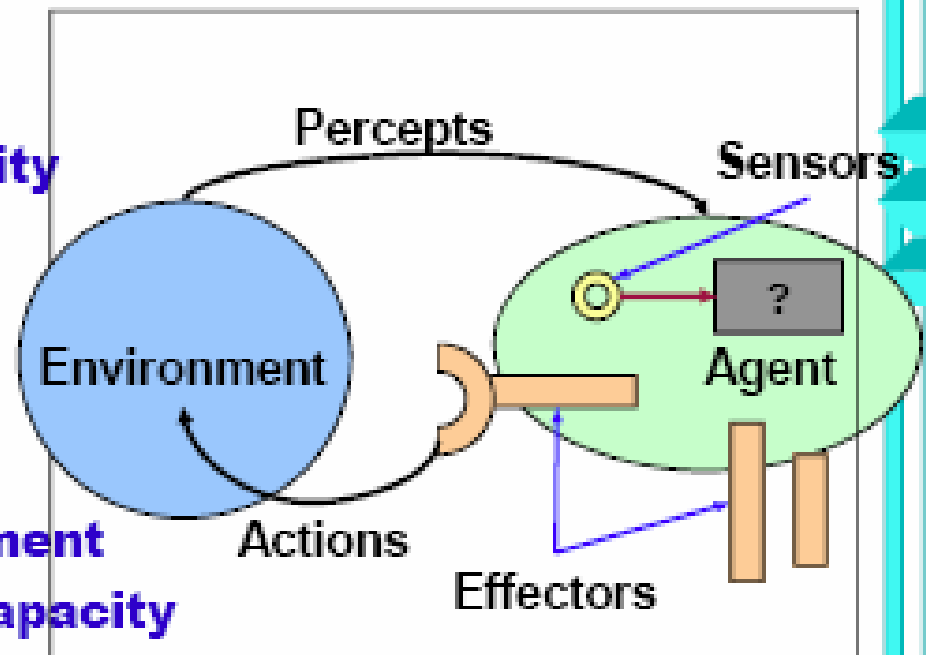 Percepts
ity
Sensors
?
Environment
Agent
ment
Actions
Effectors
apacity